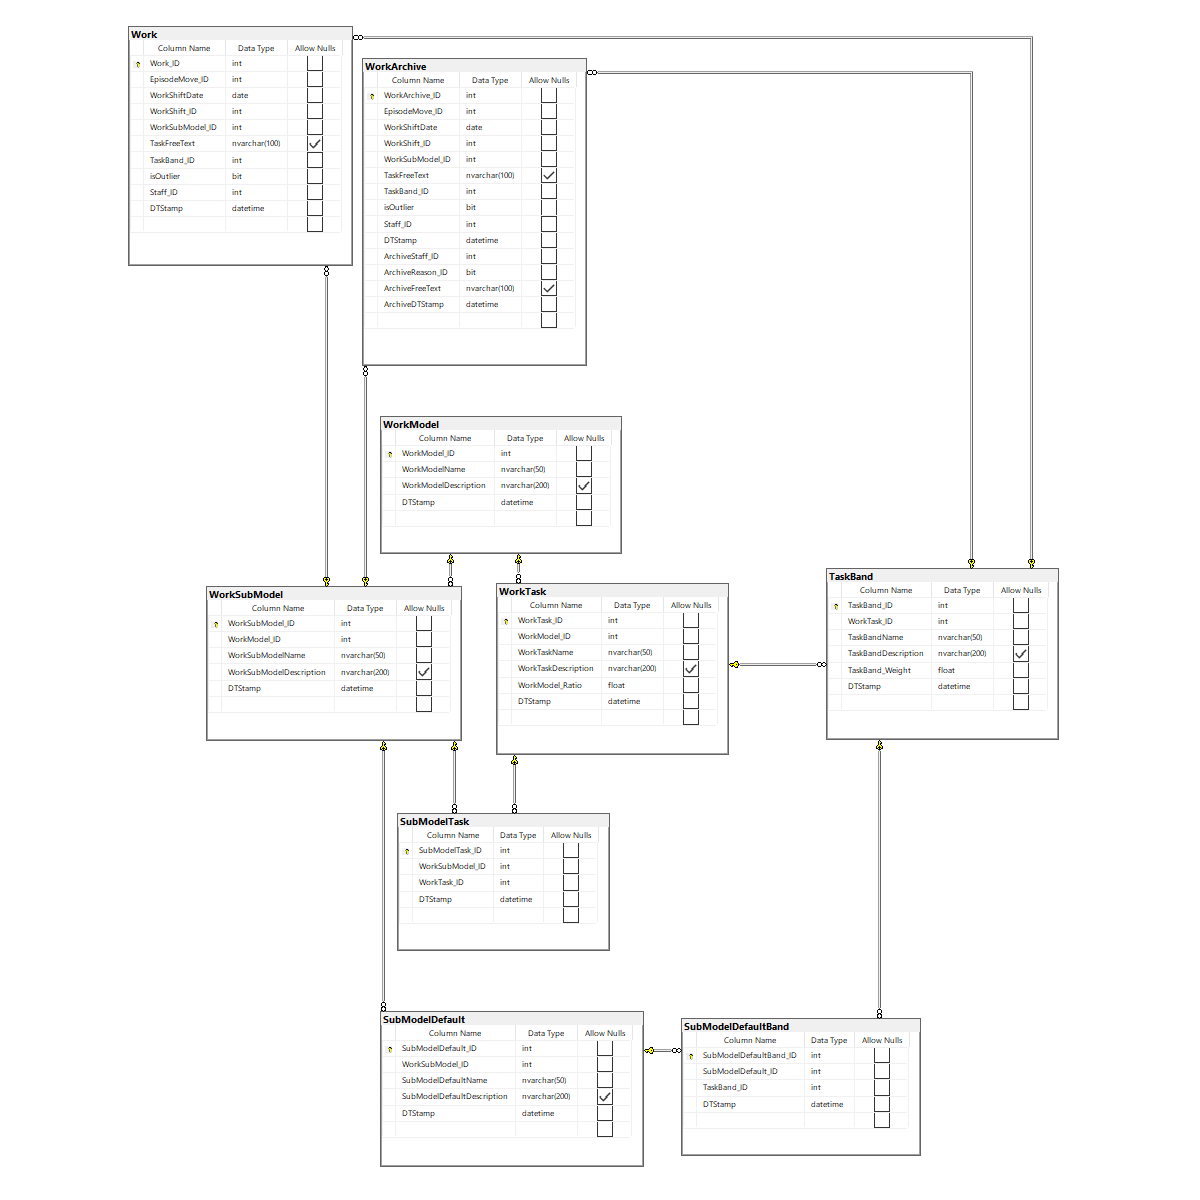 Work
Column Name Data Type Allow Nulls
Work_ID int
EpisodeMove_ID int
WorkShiftDate date
WorkShift_ID int
WorkSubModel_ID int
TaskFreeText nvarchar(100)
TaskBand_ID int
isOutlier bit
Staff_ID int
DTStamp datetime
WorkArchive
Column Name Data Type Allow Nulls
WorkArchive_ID int
EpisodeMove_ID int
WorkShiftDate date
WorkShift_ID int
WorkSubModel_ID int
TaskFreeText nvarchar(100)
TaskBand_ID int
isOutlier bit
Staff_ID int
DTStamp datetime
ArchiveStaff_ID int
ArchiveReason_ID bit
ArchiveFreeText nvarchar(100)
ArchiveDTStamp datetime
WorkModel
Column Name Data Type Allow Nulls
WorkModel_ID int
WorkModelName nvarchar(50)
WorkModelDescription nvarchar(200)
DTStamp datetime
WorkSubModel
Column Name Data Type Allow Nulls
WorkSubModel_ID int
WorkModel_ID int
WorkSubModelName nvarchar(50)
WorkSubModelDescription nvarchar(200)
DTStamp datetime
WorkTask
Column Name Data Type Allow Nulls
WorkTask_ID int
WorkModel_ID int
WorkTaskName nvarchar(50)
WorkTaskDescription nvarchar(200)
WorkModel_Ratio float
DTStamp datetime
TaskBand
Column Name Data Type Allow Nulls
TaskBand_ID int
WorkTask_ID int
TaskBandName nvarchar(50)
TaskBandDescription nvarchar(200)
TaskBand_Weight float
DTStamp datetime
SubModelTask
Column Name Data Type Allow Nulls
SubModelTask_ID int
WorkSubModel_ID int
WorkTask_ID int
DTStamp datetime
SubModelDefault
Column Name Data Type Allow Nulls
SubModelDefault_ID int
WorkSubModel_ID int
SubModelDefaultName nvarchar(50)
SubModelDefaultDescription nvarchar(200)
DTStamp datetime
SubModelDefaultBand
Column Name Data Type Allow Nulls
SubModelDefaultBand_ID int
SubModelDefault_ID int
TaskBand_ID int
DTStamp datetime